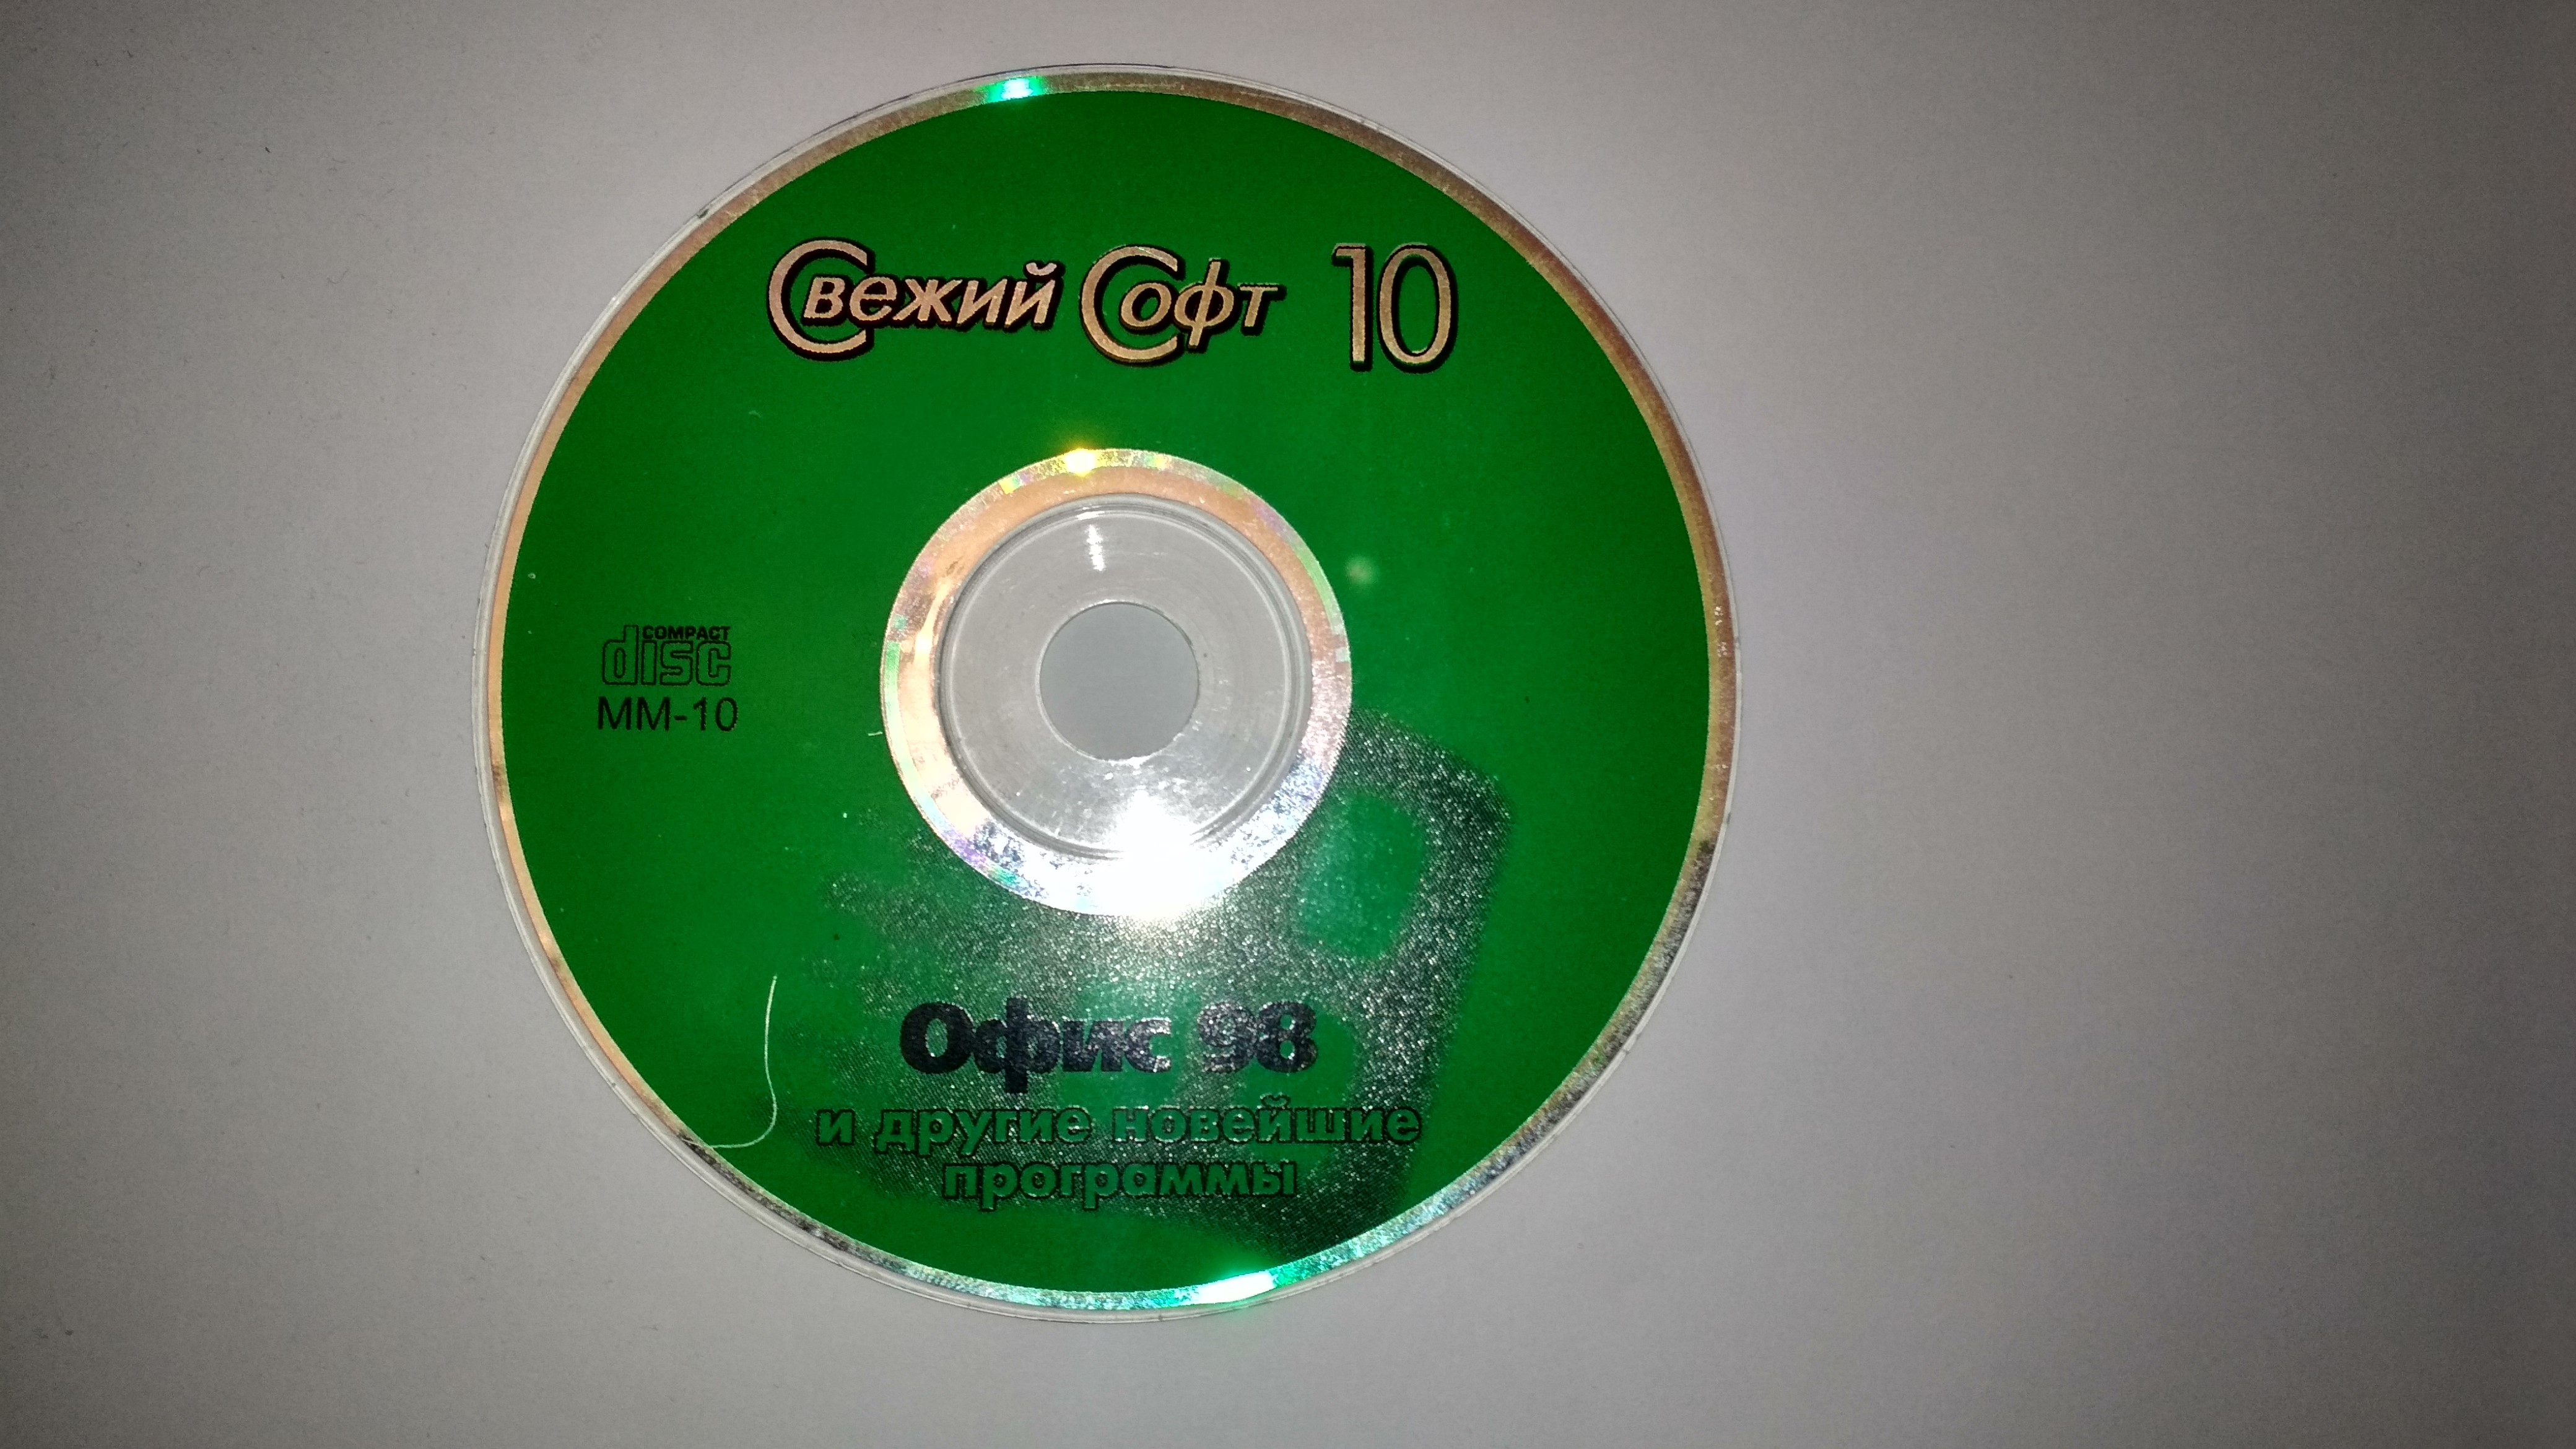 Свежий Софт 10
COMPACT
disc
MM-10
Офис 98
и другие новейшие
программы